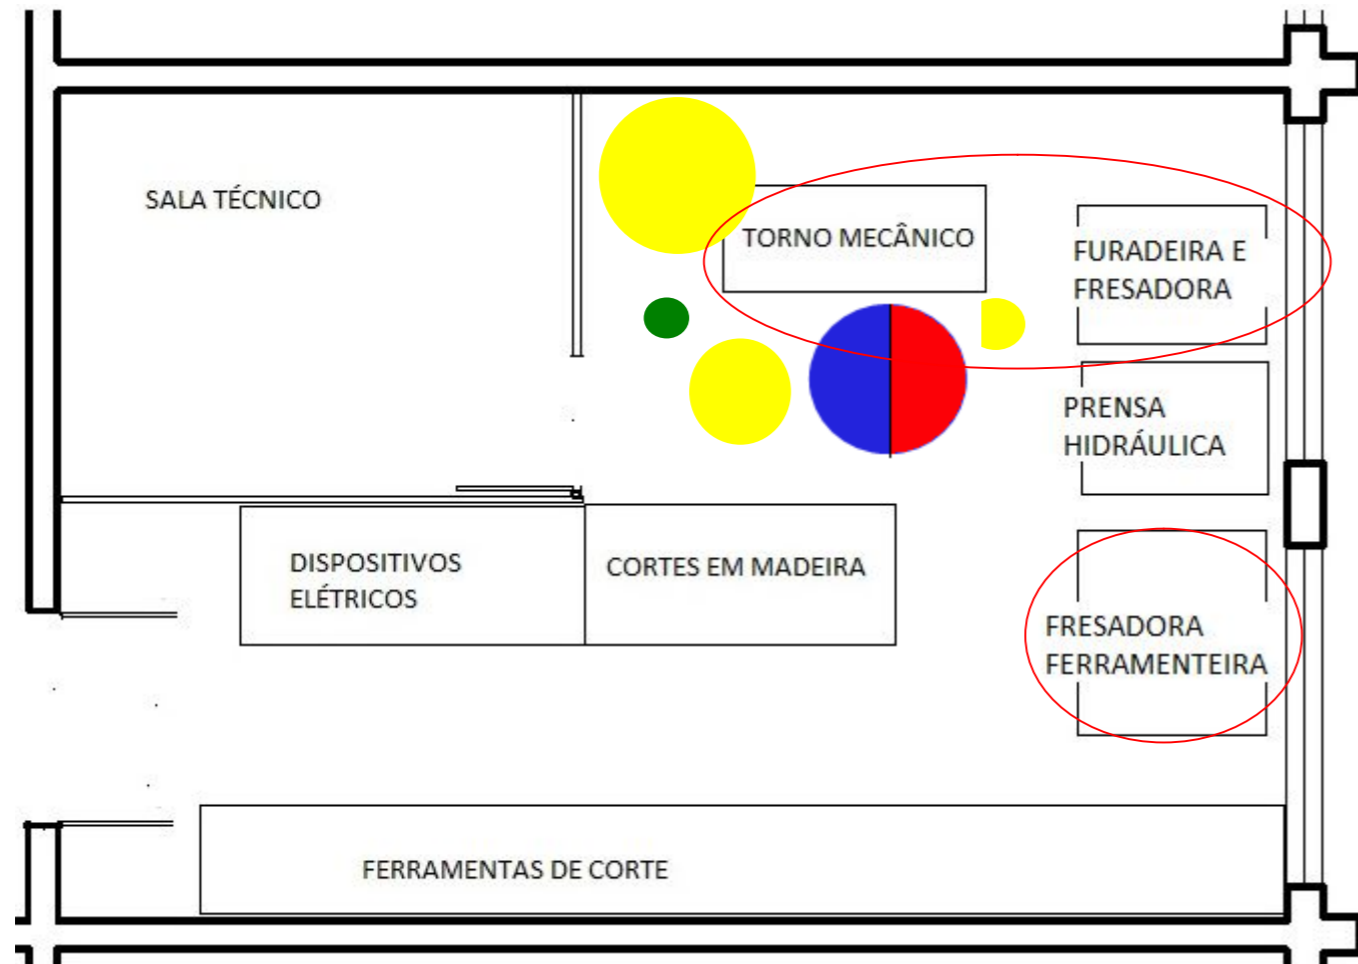 SALA TÉCNICO
TORNO MECÂNICO
FURADEIRA E
FRESADORA
PRENSA
HIDRÁULICA
DISPOSITIVOS
ELÉTRICOS
CORTES EM MADEIRA
FRESADORA
FERRAMENTEIRA
FERRAMENTAS DE CORTE